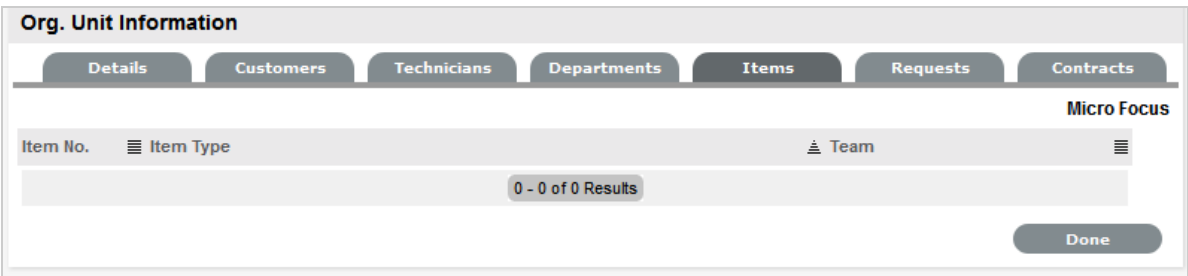 Org. Unit Information
Details Customers Technicians Departments Items Requests Contracts
Micro Focus
Item No. Item Type Team
0 - 0 of 0 Results
Done